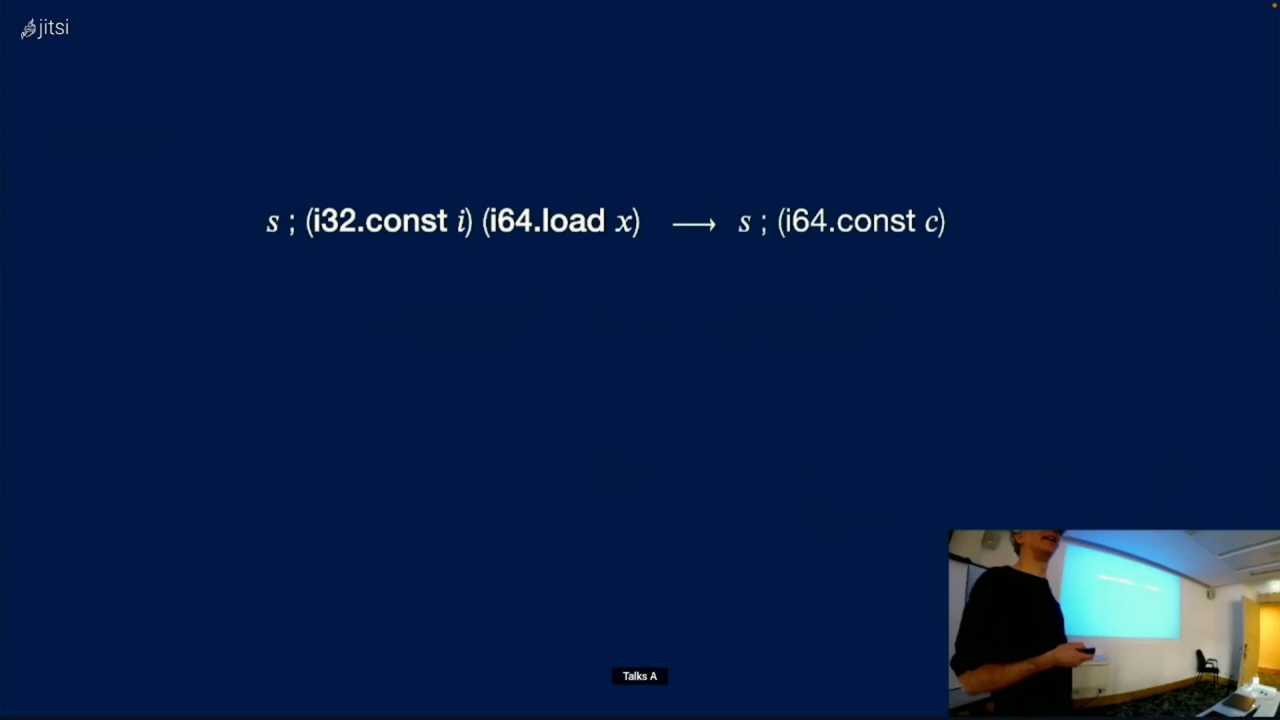 jitsi
s ; (i32.const i) (i64.load x) ⟶ s ; (i64.const c)
Talks A